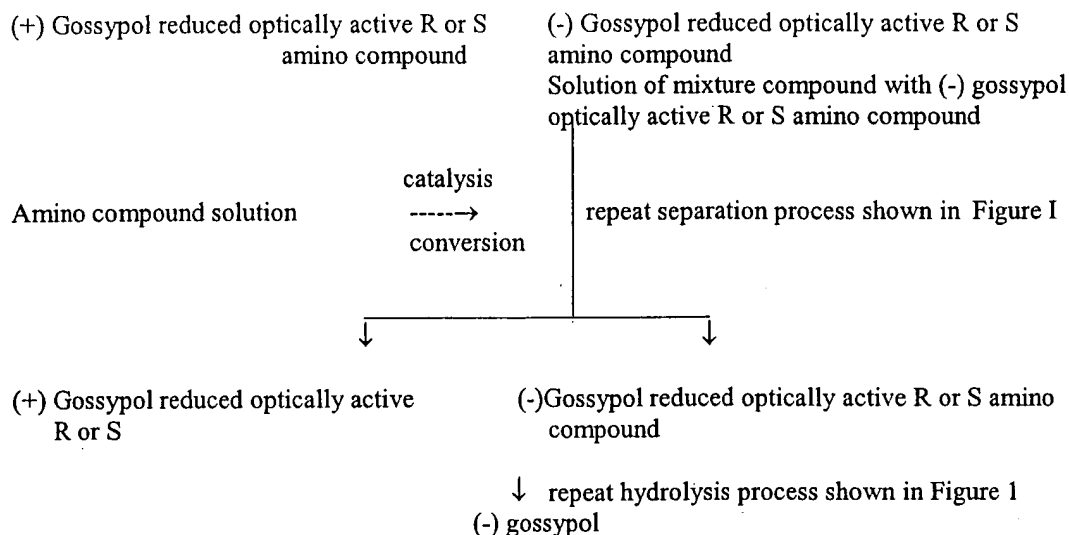 (+) Gossypol reduced optically active R or S
amino compound
(-) Gossypol reduced optically active R or S
amino compound
Solution of mixture compound with (-) gossypol
optically active R or S amino compound
catalysis
Amino compound solution
------→
conversion
repeat separation process shown in Figure I
↓ ↓
(+) Gossypol reduced optically active
R or S
(-)Gossypol reduced optically active R or S amino
compound
↓ repeat hydrolysis process shown in Figure 1
(-) gossypol